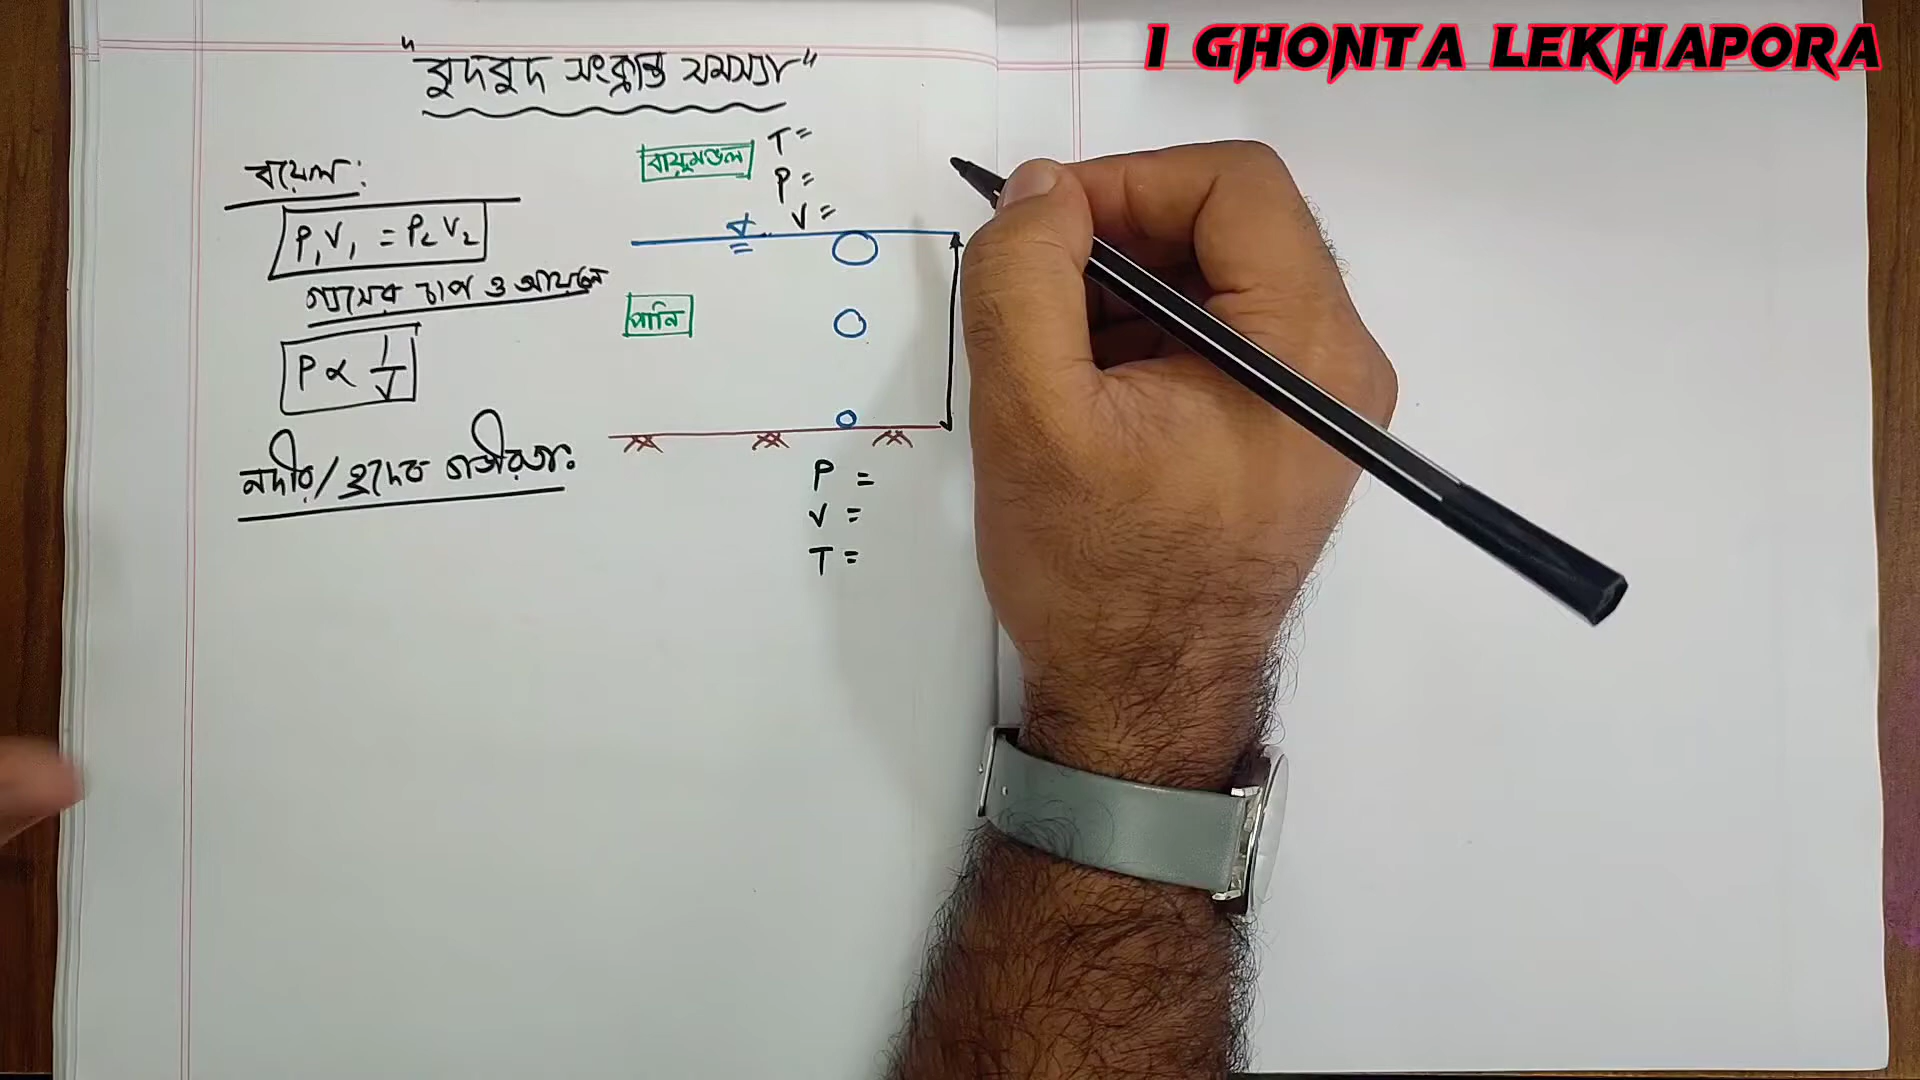 I GHONTA LEKHAPORA
"বুদবুদ সংক্রান্ত সমস্যা"
বয়েল:
P₁V₁ = P₂V₂
গ্যাসের চাপ ও আয়তন
P ∝ 1/V
নদীর/হ্রদের গভীরতা:
বায়ুমণ্ডল
T =
P =
V =
পানি
P =
V =
T =